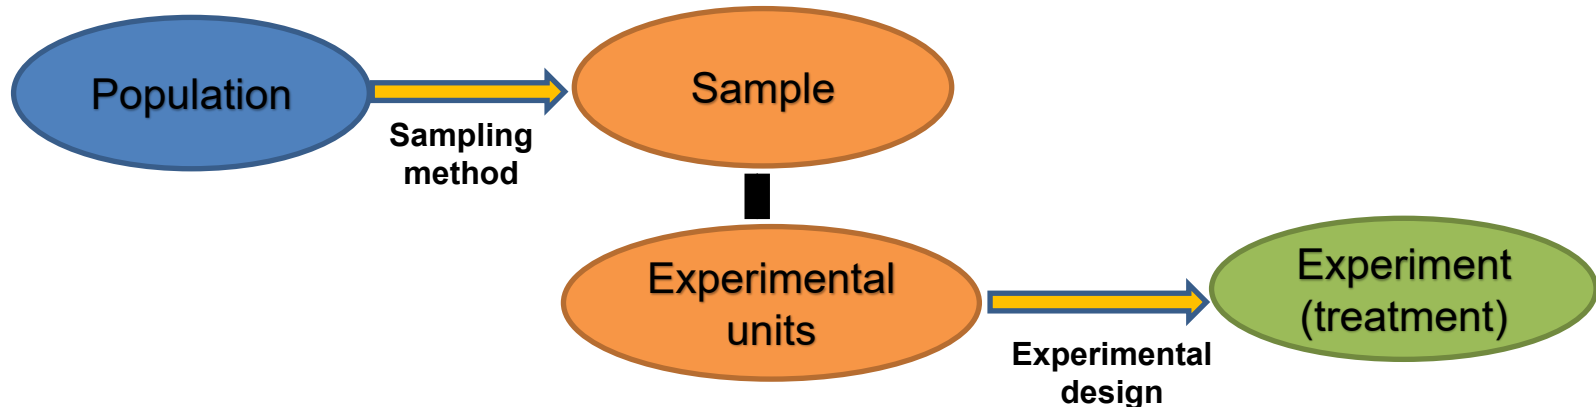 Population
Sampling
method
Sample
Experimental
units
Experimental
design
Experiment
(treatment)